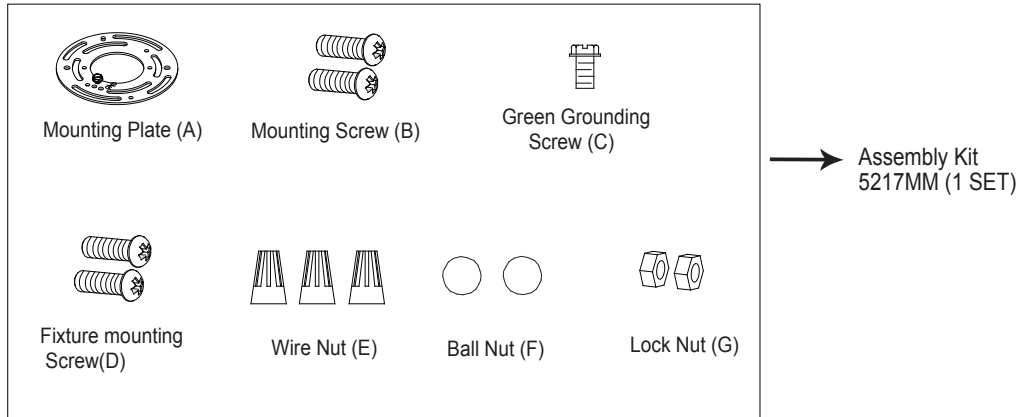 Mounting Plate (A)
Mounting Screw (B)
Green Grounding
Screw (C)
Assembly Kit
5217MM (1 SET)
Fixture mounting
Screw(D)
Wire Nut (E)
Ball Nut (F)
Lock Nut (G)